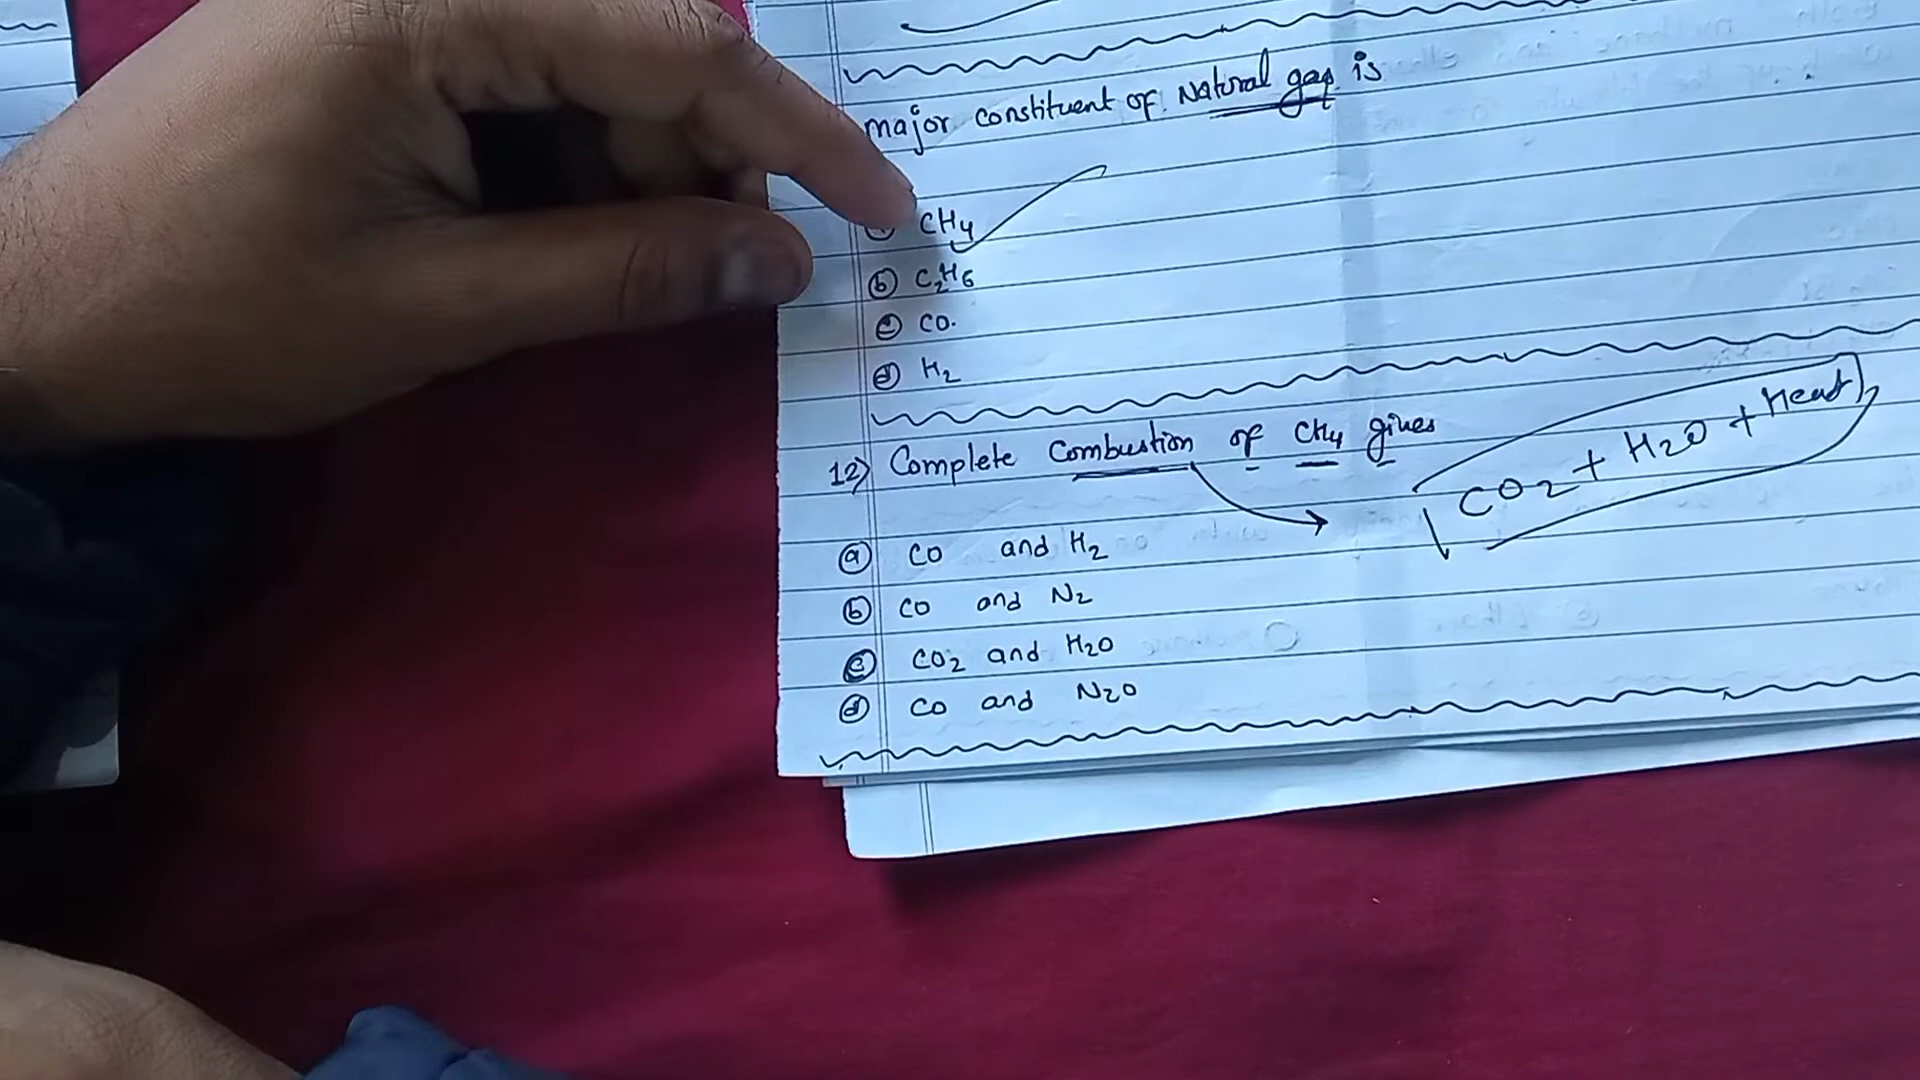 major constituent of Natural gas is
CH4
(b) C2H6
(c) CO.
(d) H2
12) Complete Combustion of CH4 gives
CO2 + H2O + Heat
(a) CO and H2
(b) CO and N2
(c) CO2 and H2O
(d) CO and N2O